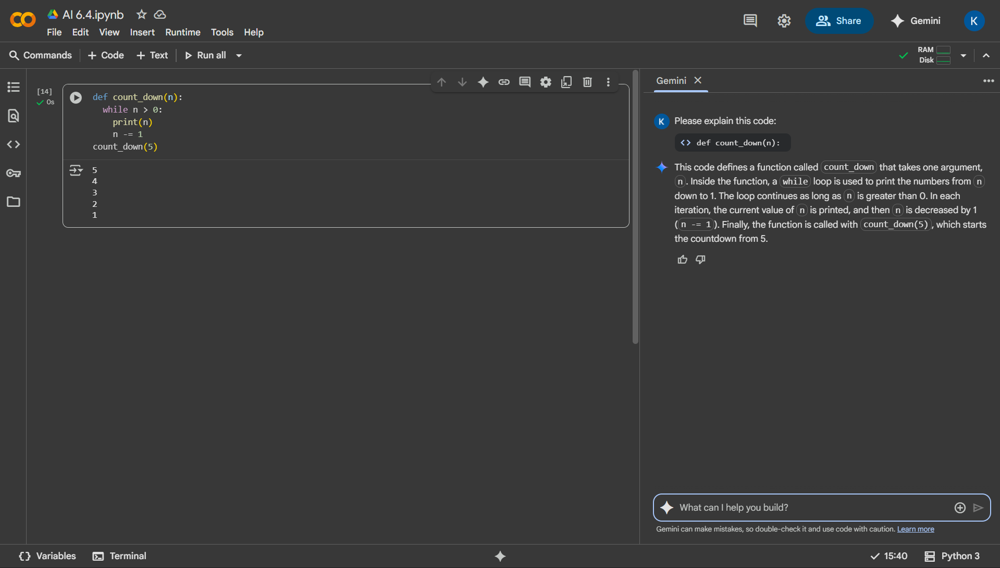 AI 6.4.ipynb
File Edit View Insert Runtime Tools Help
Share
Gemini
K
Commands + Code + Text Run all
RAM
Disk
[14]
0s
def count_down(n):
  while n > 0:
    print(n)
    n -= 1
count_down(5)
5
4
3
2
1
Gemini
K
Please explain this code:
<> def count_down(n):
This code defines a function called count_down that takes one argument,
n. Inside the function, a while loop is used to print the numbers from n
down to 1. The loop continues as long as n is greater than 0. In each
iteration, the current value of n is printed, and then n is decreased by 1
(n -= 1). Finally, the function is called with count_down(5), which starts
the countdown from 5.
What can I help you build?
Gemini can make mistakes, so double-check it and use code with caution. Learn more
{} Variables
Terminal
15:40
Python 3